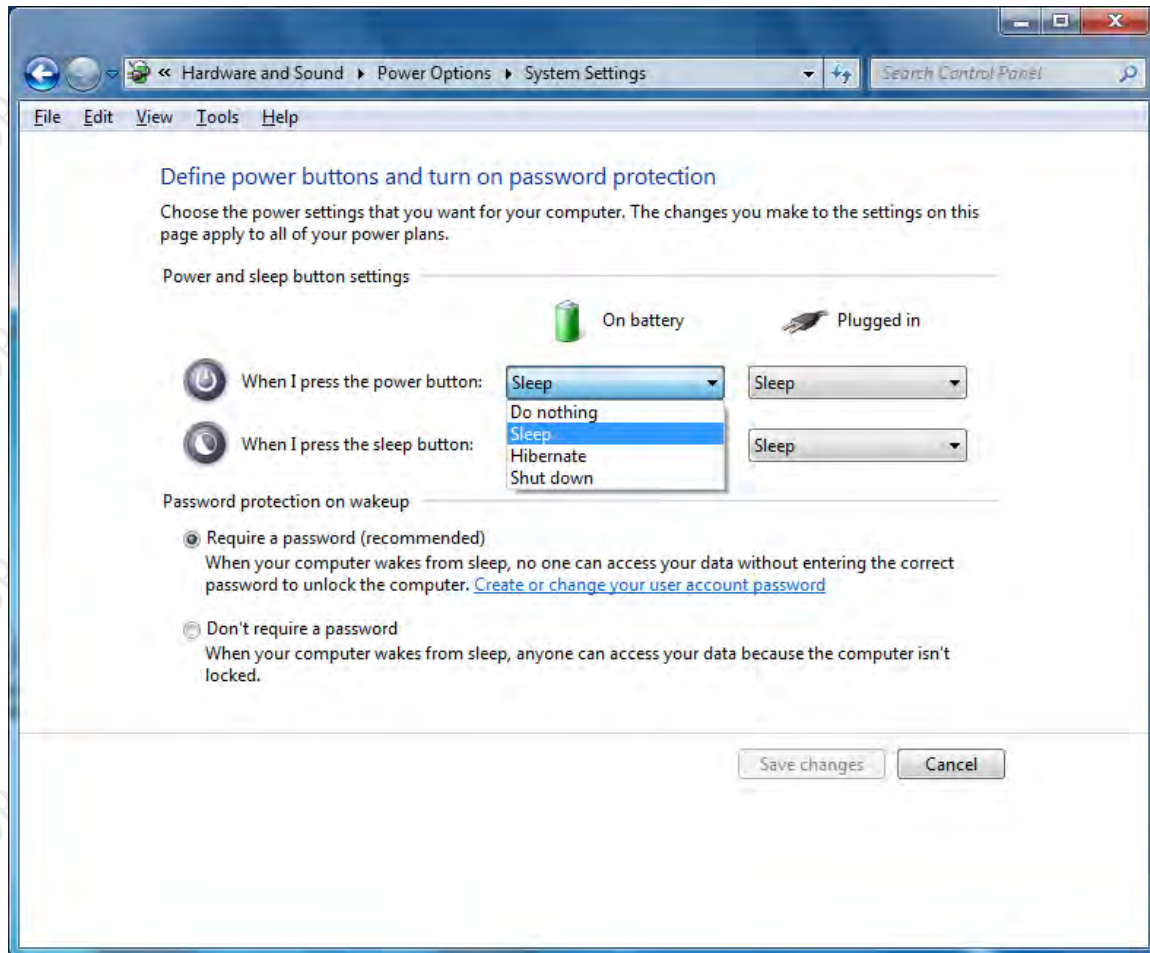 « Hardware and Sound ▸ Power Options ▸ System Settings
Search Control Panel
File Edit View Tools Help
Define power buttons and turn on password protection
Choose the power settings that you want for your computer. The changes you make to the settings on this
page apply to all of your power plans.
Power and sleep button settings
On battery Plugged in
When I press the power button: Sleep Sleep
Do nothing
Sleep
When I press the sleep button: Sleep
Hibernate
Shut down
Password protection on wakeup
Require a password (recommended)
When your computer wakes from sleep, no one can access your data without entering the correct
password to unlock the computer. Create or change your user account password
Don't require a password
When your computer wakes from sleep, anyone can access your data because the computer isn't
locked.
Save changes Cancel